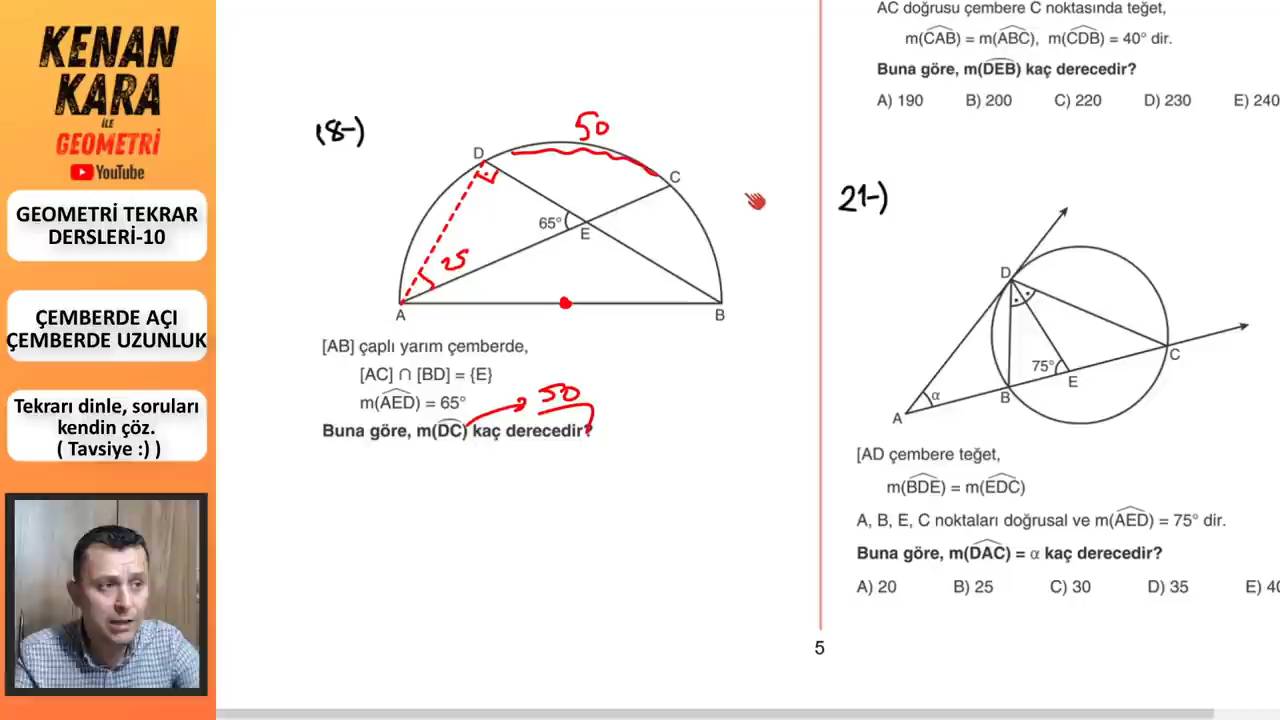 KENAN
KARA
İLE
GEOMETRİ
YouTube
GEOMETRİ TEKRAR
DERSLERİ-10
ÇEMBERDE AÇI
ÇEMBERDE UZUNLUK
Tekrarı dinle, soruları
kendin çöz.
( Tavsiye :) )
18-)
50
D
C
65°
E
25
A
B
[AB] çaplı yarım çemberde,
[AC] ∩ [BD] = {E}
m(AED) = 65°
50
Buna göre, m(DC) kaç derecedir?
AC doğrusu çembere C noktasında teğet,
m(CAB) = m(ABC), m(CDB) = 40° dir.
Buna göre, m(DEB) kaç derecedir?
A) 190 B) 200 C) 220 D) 230 E) 240
21-)
D
C
75°
E
B
α
A
[AD çembere teğet,
m(BDE) = m(EDC)
A, B, E, C noktaları doğrusal ve m(AED) = 75° dir.
Buna göre, m(DAC) = α kaç derecedir?
A) 20 B) 25 C) 30 D) 35 E) 40
5